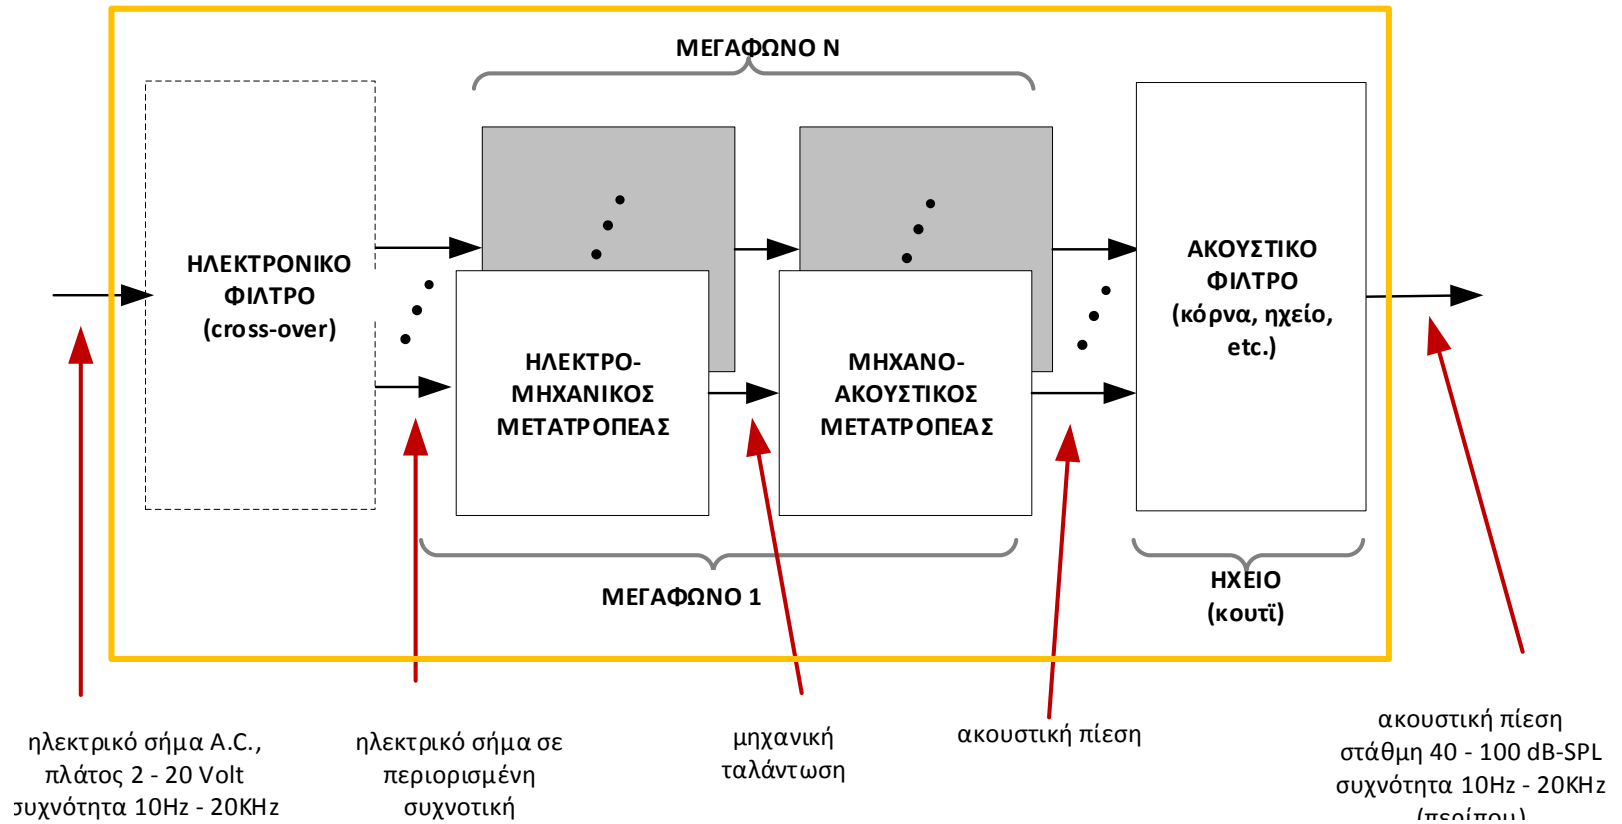 ΜΕΓΑΦΩΝΟ Ν
ΗΛΕΚΤΡΟΝΙΚΟ
ΦΙΛΤΡΟ
(cross-over)
ΗΛΕΚΤΡΟ-
ΜΗΧΑΝΙΚΟΣ
ΜΕΤΑΤΡΟΠΕΑΣ
ΜΗΧΑΝΟ-
ΑΚΟΥΣΤΙΚΟΣ
ΜΕΤΑΤΡΟΠΕΑΣ
ΑΚΟΥΣΤΙΚΟ
ΦΙΛΤΡΟ
(κόρνα, ηχείο,
etc.)
ΜΕΓΑΦΩΝΟ 1
ΗΧΕΙΟ
(κουτϊ)
ηλεκτρικό σήμα A.C.,
πλάτος 2 - 20 Volt
συχνότητα 10Hz - 20KHz
ηλεκτρικό σήμα σε
περιορισμένη
συχνοτική
μηχανική
ταλάντωση
ακουστική πίεση
ακουστική πίεση
στάθμη 40 - 100 dB-SPL
συχνότητα 10Hz - 20KHz
(περίπου)